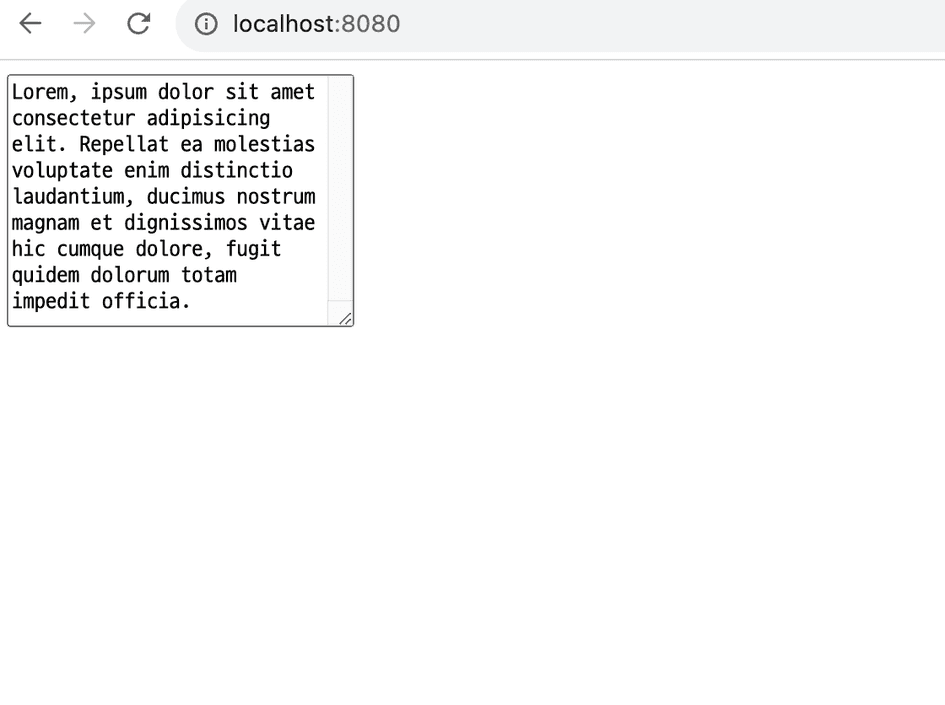 localhost:8080
Lorem, ipsum dolor sit amet
consectetur adipisicing
elit. Repellat ea molestias
voluptate enim distinctio
laudantium, ducimus nostrum
magnam et dignissimos vitae
hic cumque dolore, fugit
quidem dolorum totam
impedit officia.